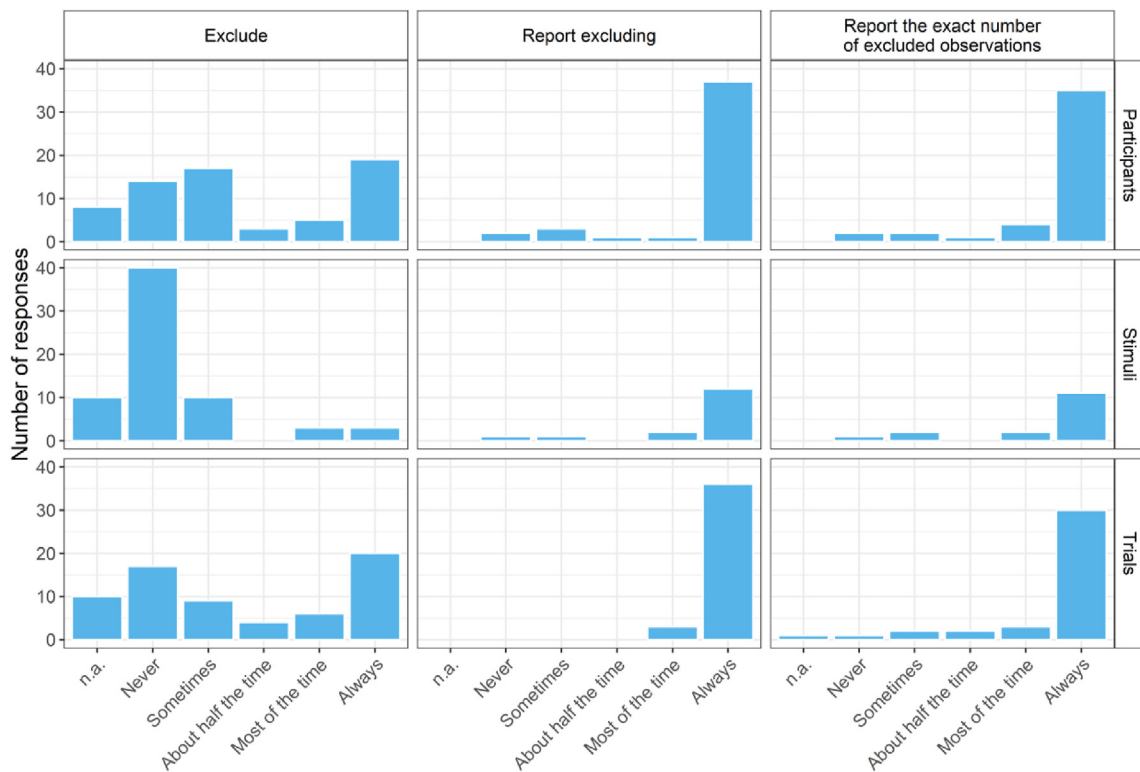 Exclude
Report excluding
Report the exact number
of excluded observations
Number of responses
40
30
20
10
0
Participants
40
30
20
10
0
Stimuli
40
30
20
10
0
Trials
n.a.
Never
Sometimes
About half the time
Most of the time
Always
n.a.
Never
Sometimes
About half the time
Most of the time
Always
n.a.
Never
Sometimes
About half the time
Most of the time
Always